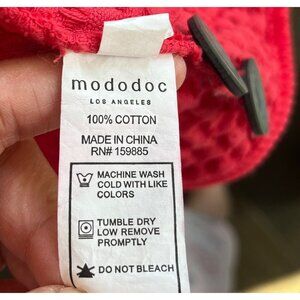 mododoc
LOS ANGELES
100% COTTON
MADE IN CHINA
RN# 159885
MACHINE WASH
COLD WITH LIKE
COLORS
TUMBLE DRY
LOW REMOVE
PROMPTLY
DO NOT BLEACH